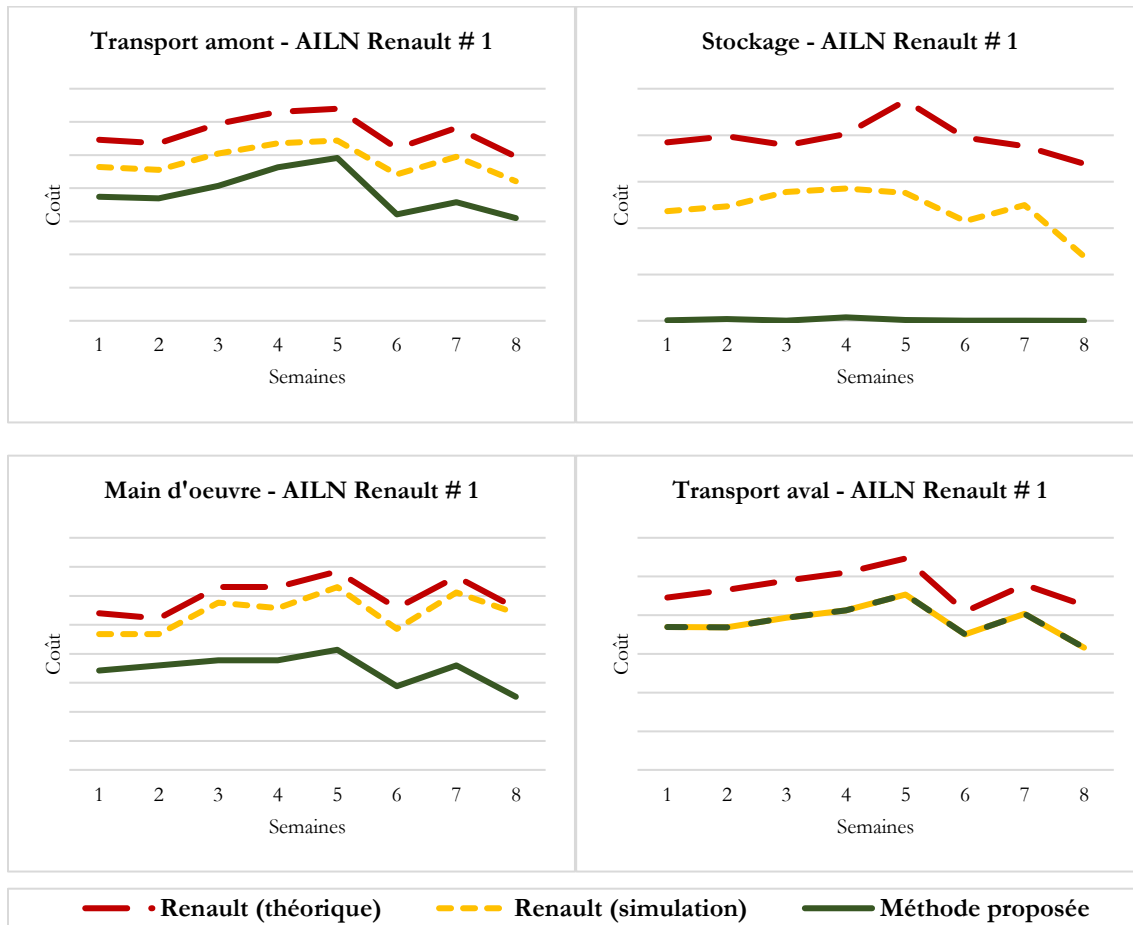 Transport amont - AILN Renault # 1
Coût
1 2 3 4 5 6 7 8
Semaines
Stockage - AILN Renault # 1
Coût
1 2 3 4 5 6 7 8
Semaines
Main d'oeuvre - AILN Renault # 1
Coût
1 2 3 4 5 6 7 8
Semaines
Transport aval - AILN Renault # 1
Coût
1 2 3 4 5 6 7 8
Semaines
Renault (théorique) Renault (simulation) Méthode proposée